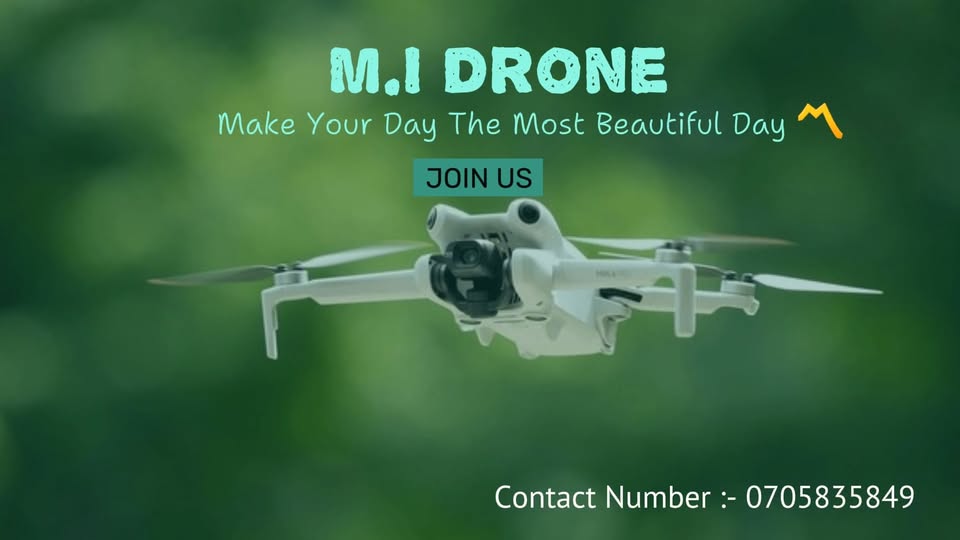 M.I DRONE
Make Your Day The Most Beautiful Day 〽️
JOIN US
Contact Number :- 0705835849